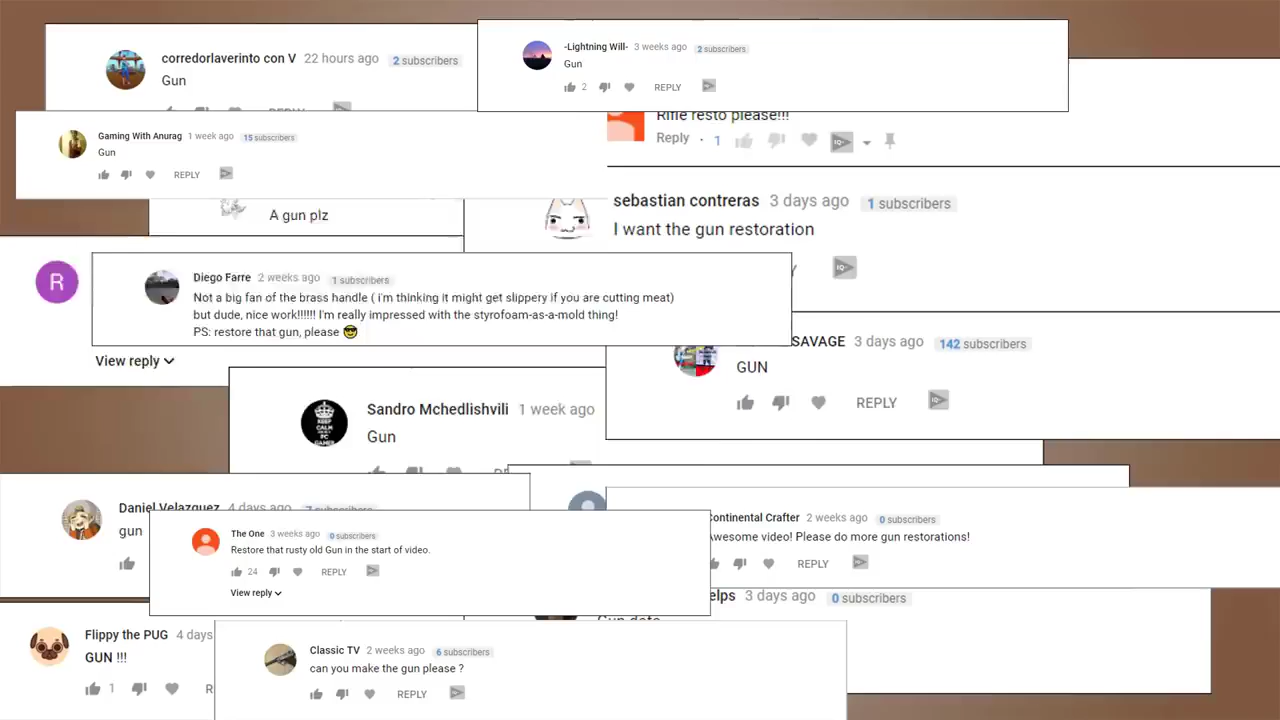 corredorlaverinto con V 22 hours ago 2 subscribers
Gun
-Lightning Will- 3 weeks ago 2 subscribers
Gun
2 REPLY
Gaming With Anurag 1 week ago 15 subscribers
Gun
REPLY
Rifle resto please!!!
Reply · 1
A gun plz
sebastian contreras 3 days ago 1 subscribers
I want the gun restoration
R
Diego Farre 2 weeks ago 1 subscribers
Not a big fan of the brass handle ( i'm thinking it might get slippery if you are cutting meat)
but dude, nice work!!!!!! I'm really impressed with the styrofoam-as-a-mold thing!
PS: restore that gun, please 😎
View reply
SAVAGE 3 days ago 142 subscribers
GUN
REPLY
Sandro Mchedlishvili 1 week ago
Gun
KEEP
CALM
PC
GAMER
Daniel Velazquez 4 days ago 7 subscribers
gun
The One 3 weeks ago 0 subscribers
Restore that rusty old Gun in the start of video.
24 REPLY
View reply
Continental Crafter 2 weeks ago 0 subscribers
Awesome video! Please do more gun restorations!
REPLY
elps 3 days ago 0 subscribers
Flippy the PUG 4 days
GUN !!!
1 R
Classic TV 2 weeks ago 6 subscribers
can you make the gun please ?
REPLY